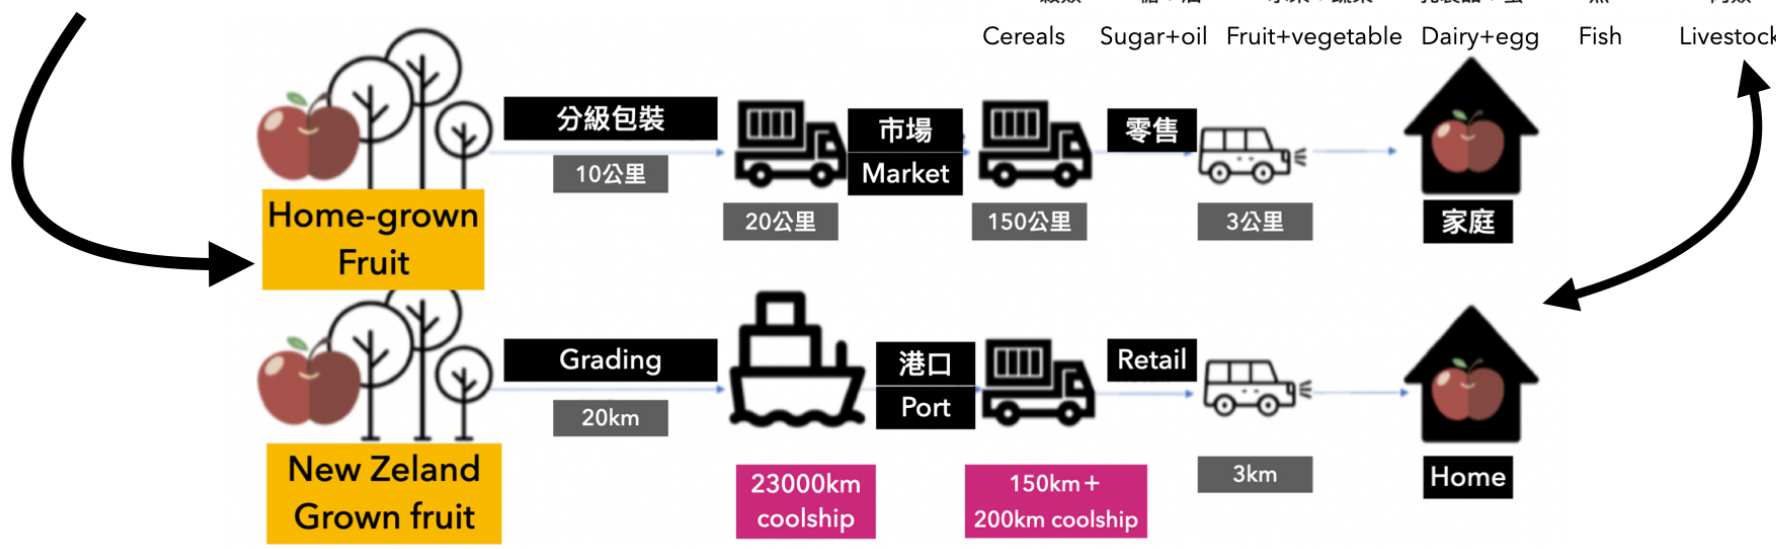 Cereals Sugar+oil Fruit+vegetable Dairy+egg Fish Livestock
分級包裝
10公里
市場
Market
零售
Home-grown
Fruit
20公里
150公里
3公里
家庭
Grading
20km
港口
Port
Retail
New Zeland
Grown fruit
23000km
coolship
150km+
200km coolship
3km
Home